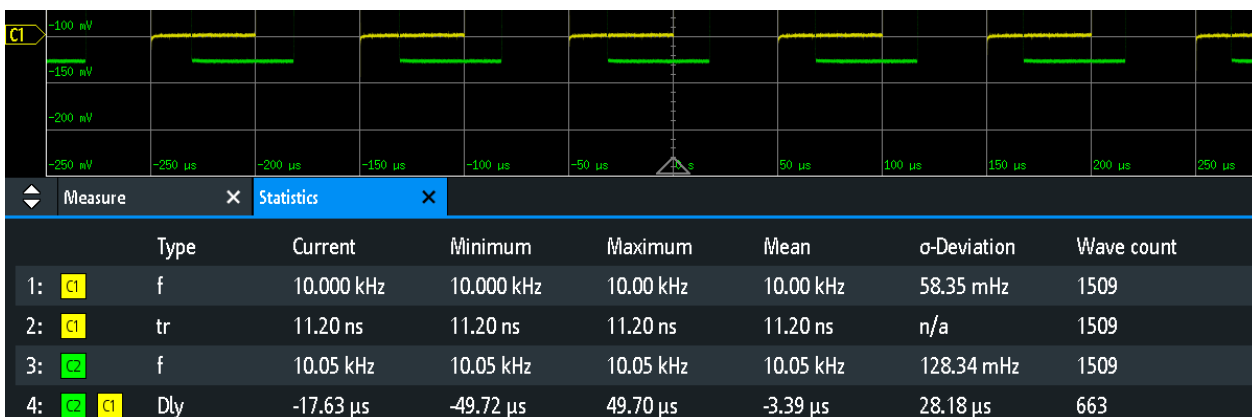 -100 mV
C1
-150 mV
-200 mV
-250 mV -250 µs -200 µs -150 µs -100 µs -50 µs 0 s 50 µs 100 µs 150 µs 200 µs 250 µs
Measure × Statistics ×
Type Current Minimum Maximum Mean σ-Deviation Wave count
1: C1 f 10.000 kHz 10.000 kHz 10.00 kHz 10.00 kHz 58.35 mHz 1509
2: C1 tr 11.20 ns 11.20 ns 11.20 ns 11.20 ns n/a 1509
3: C2 f 10.05 kHz 10.05 kHz 10.05 kHz 10.05 kHz 128.34 mHz 1509
4: C2 C1 Dly -17.63 µs -49.72 µs 49.70 µs -3.39 µs 28.18 µs 663